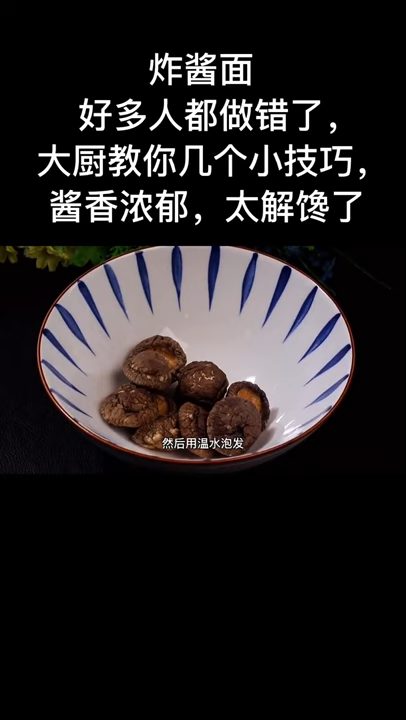 炸酱面
好多人都做错了，
大厨教你几个小技巧，
酱香浓郁，太解馋了
然后用温水泡发